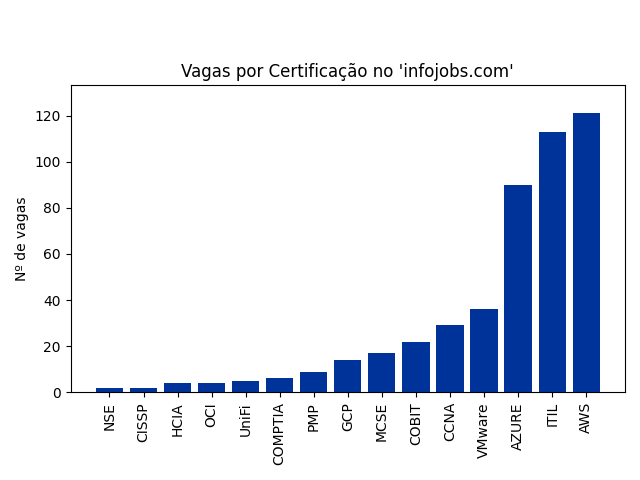 Vagas por Certificação no 'infojobs.com'
Nº de vagas
120
100
80
60
40
20
0
NSE
CISSP
HCIA
OCI
UniFi
COMPTIA
PMP
GCP
MCSE
COBIT
CCNA
VMware
AZURE
ITIL
AWS